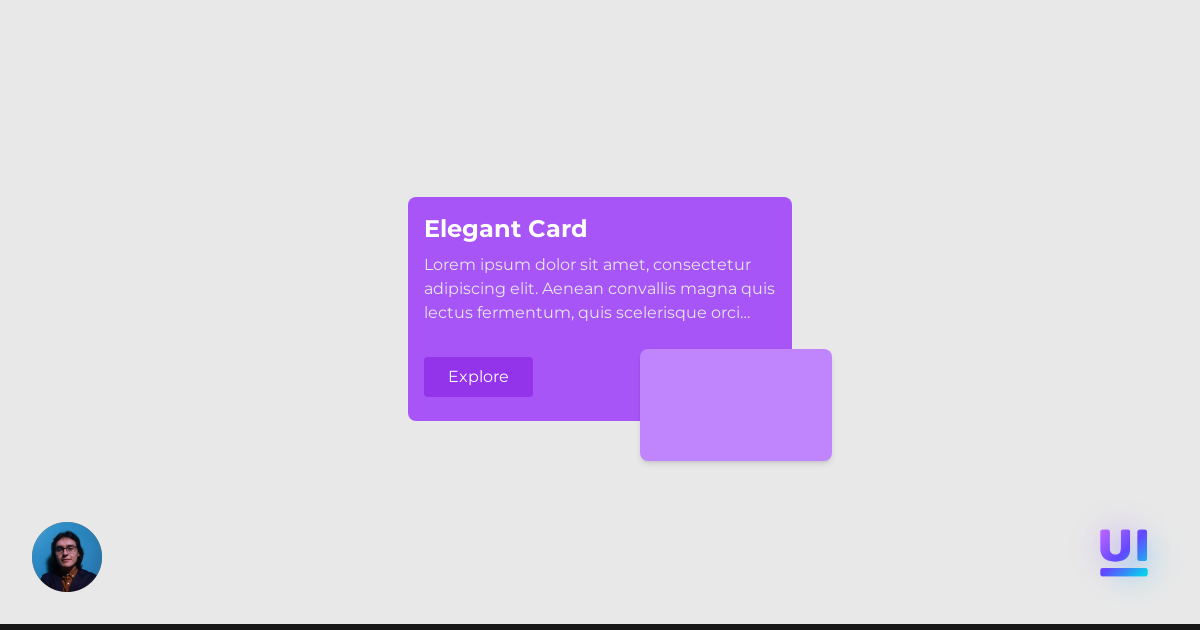 Elegant Card
Lorem ipsum dolor sit amet, consectetur
adipiscing elit. Aenean convallis magna quis
lectus fermentum, quis scelerisque orci...
Explore
UI